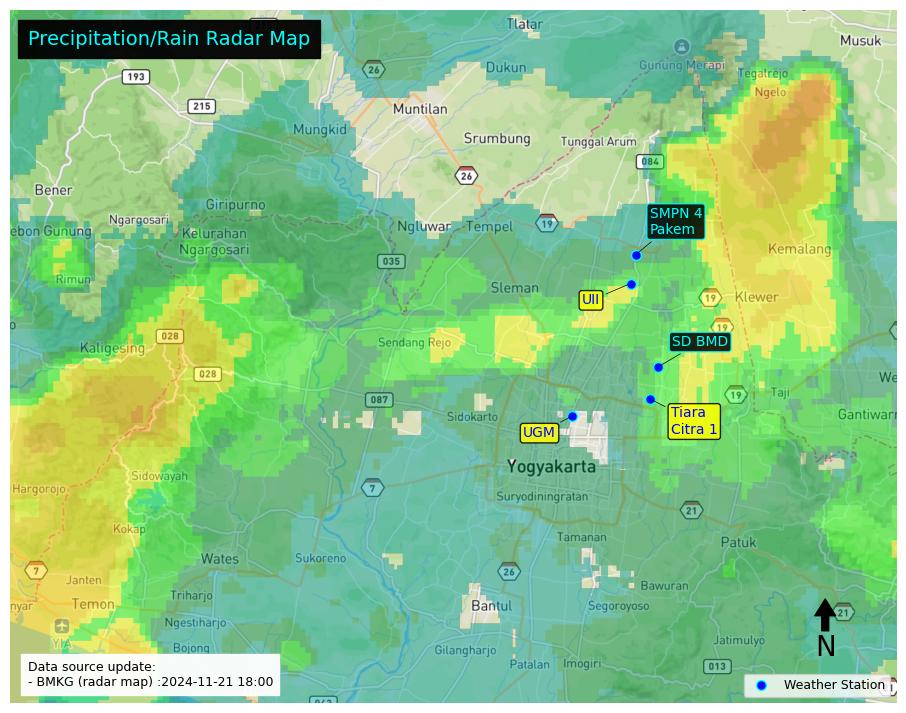 Precipitation/Rain Radar Map
Tlatar
Musuk
Gunung Merapi
Dukun
26
193
Tegalrejo
Ngelo
215
Muntilan
Mungkid
Srumbung
Tunggal Arum
084
26
Bener
Giripurno
SMPN 4
Pakem
Ngargosari
Ngluwar
Tempel
19
Kelurahan
Ngargosari
Kemalang
035
Rimun
Sleman
UII
19
Klewer
19
028
Sendang Rejo
SD BMD
Kaligesing
028
Taji
19
087
Sidokarto
Tiara
Citra 1
UGM
Yogyakarta
Sidowayah
Hargorojo
7
Suryodiningratan
21
Kokap
Tamanan
Patuk
Wates
Sukoreno
7
26
Janten
Bawuran
Triharjo
Temon
Bantul
Segoroyoso
21
Ngestiharjo
YIA
Jatimulyo
N
Bojong
Gilangharjo
Patalan
Imogiri
013
Data source update:
- BMKG (radar map) :2024-11-21 18:00
Weather Station